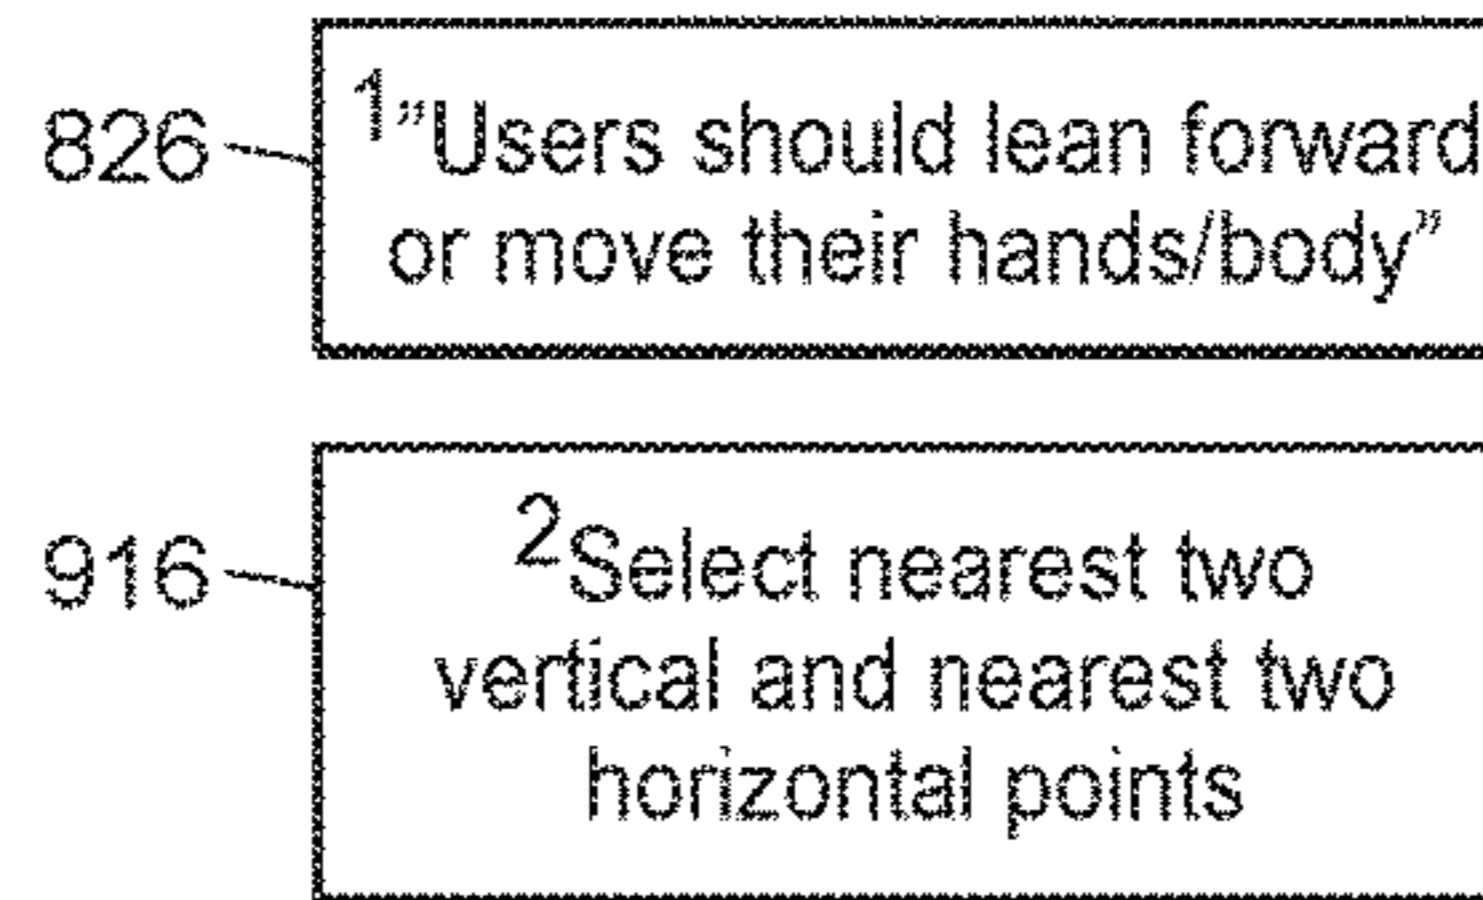 826
1”Users should lean forward
or move their hands/body”
916
2Select nearest two
vertical and nearest two
horizontal points